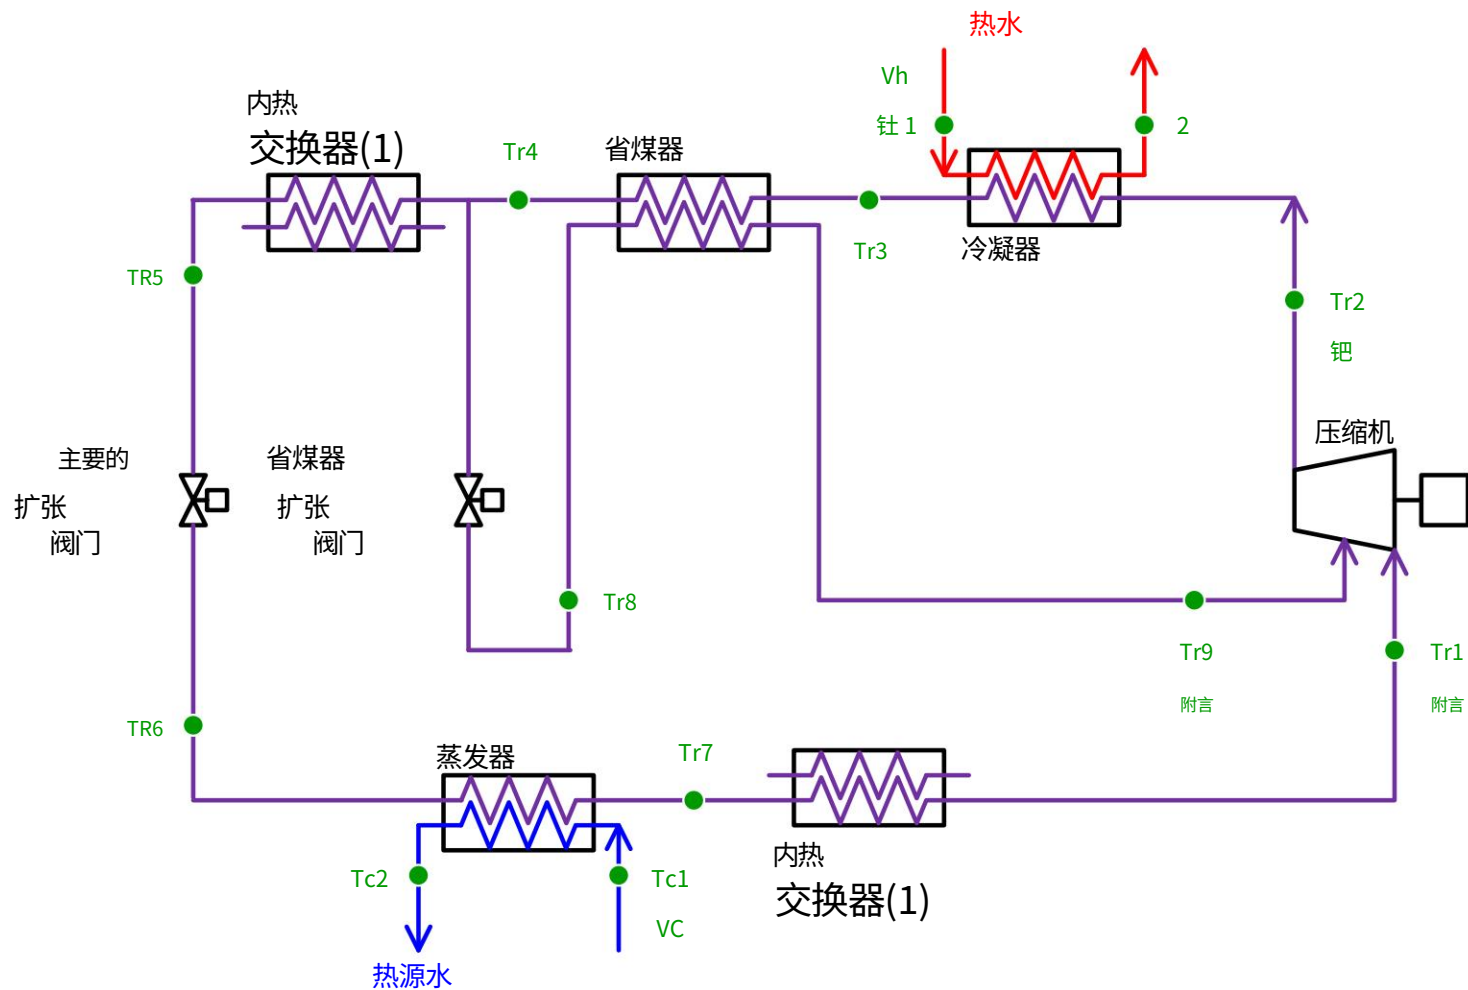 热水
Vh
钍 1
2
内热
交换器(1)
Tr4
省煤器
Tr3
冷凝器
TR5
Tr2
钯
压缩机
主要的
扩张
阀门
省煤器
扩张
阀门
Tr8
Tr9
附言
Tr1
附言
TR6
蒸发器
Tr7
内热
交换器(1)
Tc2
Tc1
VC
热源水